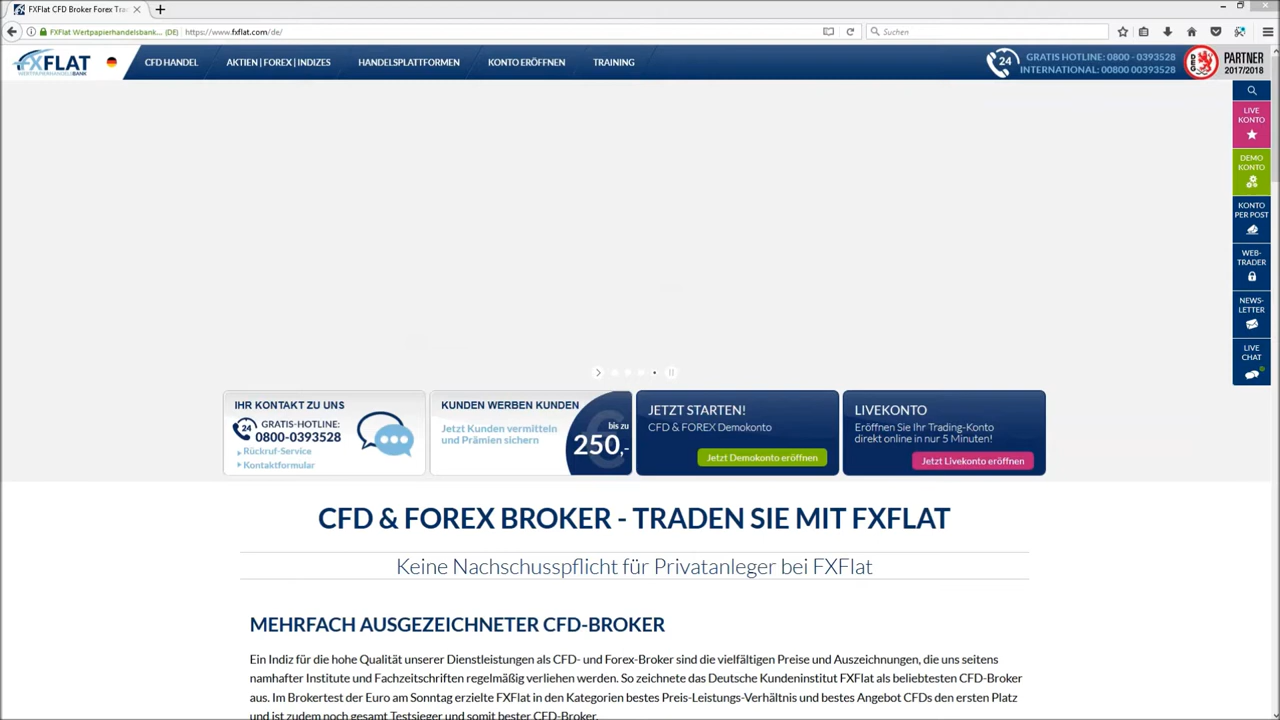 FXFlat CFD Broker Forex Tra
FXFlat Wertpapierhandelsbank... (DE)
https://www.fxflat.com/de/
Suchen
FXFLAT
WERTPAPIERHANDELSBANK
CFD HANDEL
AKTIEN | FOREX | INDIZES
HANDELSPLATTFORMEN
KONTO ERÖFFNEN
TRAINING
24
GRATIS HOTLINE: 0800 - 0393528
INTERNATIONAL: 00800 00393528
DEG
PARTNER
2017/2018
LIVE
KONTO
DEMO
KONTO
KONTO
PER POST
WEB-
TRADER
NEWS-
LETTER
LIVE
CHAT
IHR KONTAKT ZU UNS
24
GRATIS-HOTLINE:
0800-0393528
Rückruf-Service
Kontaktformular
KUNDEN WERBEN KUNDEN
Jetzt Kunden vermitteln
und Prämien sichern
bis zu
250,-
JETZT STARTEN!
CFD & FOREX Demokonto
Jetzt Demokonto eröffnen
LIVEKONTO
Eröffnen Sie Ihr Trading-Konto
direkt online in nur 5 Minuten!
Jetzt Livekonto eröffnen
CFD & FOREX BROKER - TRADEN SIE MIT FXFLAT
Keine Nachschusspflicht für Privatanleger bei FXFlat
MEHRFACH AUSGEZEICHNETER CFD-BROKER
Ein Indiz für die hohe Qualität unserer Dienstleistungen als CFD- und Forex-Broker sind die vielfältigen Preise und Auszeichnungen, die uns seitens
namhafter Institute und Fachzeitschriften regelmäßig verliehen werden. So zeichnete das Deutsche Kundeninstitut FXFlat als beliebtesten CFD-Broker
aus. Im Brokertest der Euro am Sonntag erzielte FXFlat in den Kategorien bestes Preis-Leistungs-Verhältnis und bestes Angebot CFDs den ersten Platz
und ist zudem noch gesamt Testsieger und somit bester CFD-Broker.